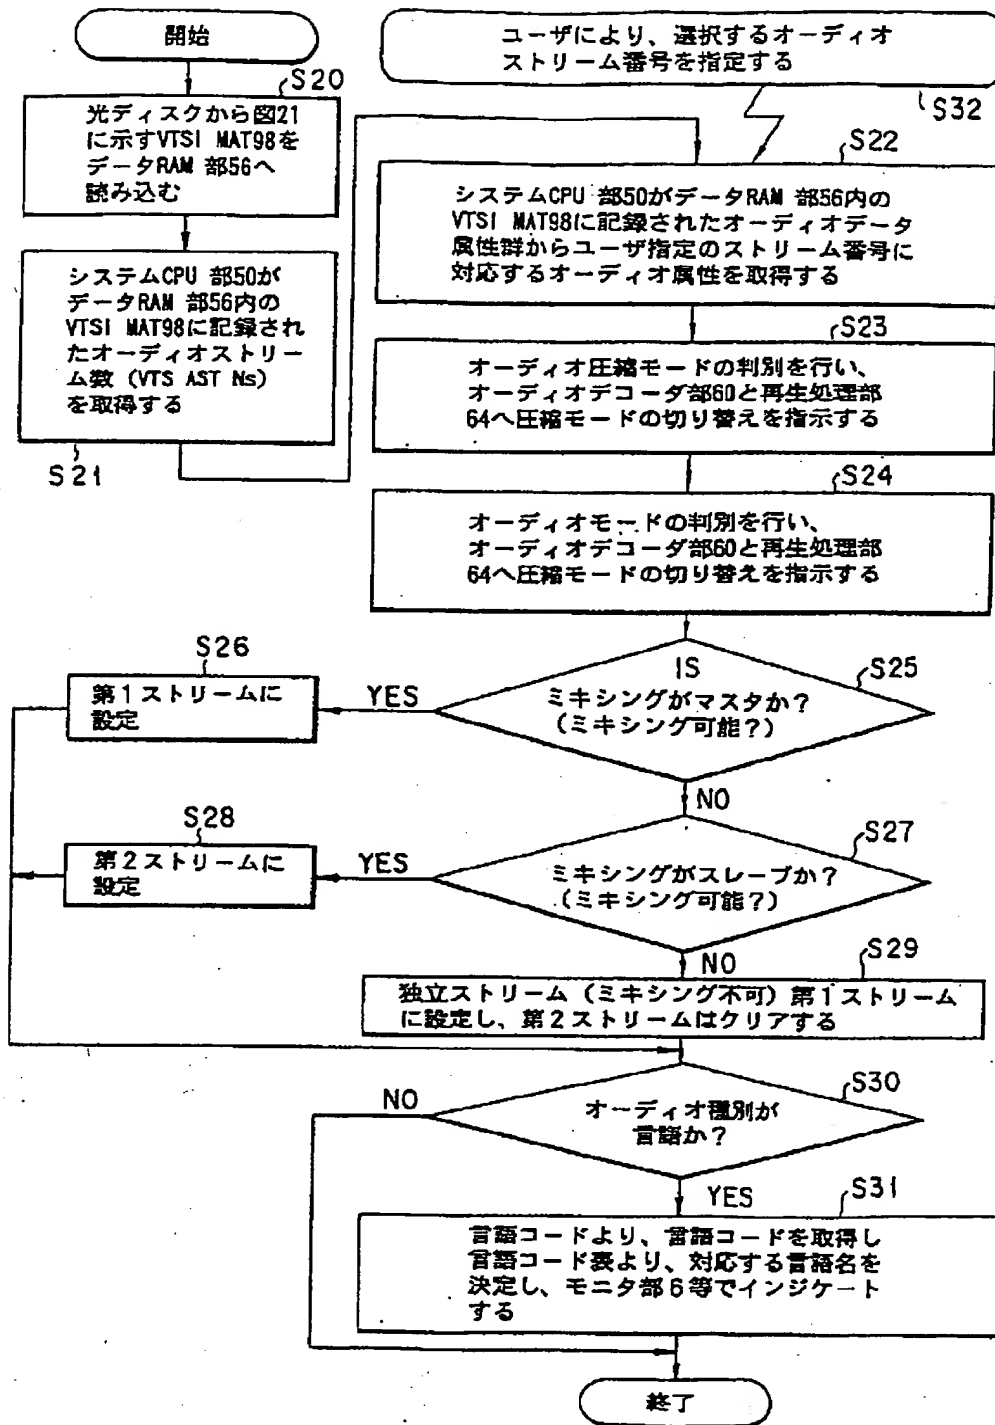 開始
S20
光ディスクから図21
に示すVTSI MAT98を
データRAM 部56へ
読み込む
システムCPU 部50が
データRAM 部56内の
VTSI MAT98に記録され
たオーディオストリー
ム数（VTS AST Ns）
を取得する
S21
ユーザにより、選択するオーディオ
ストリーム番号を指定する
S32
S22
システムCPU 部50がデータRAM 部56内の
VTSI MAT98に記録されたオーディオデータ
属性群からユーザ指定のストリーム番号に
対応するオーディオ属性を取得する
S23
オーディオ圧縮モードの判別を行い、
オーディオデコーダ部60と再生処理部
64へ圧縮モードの切り替えを指示する
S24
オーディオモードの判別を行い、
オーディオデコーダ部60と再生処理部
64へ圧縮モードの切り替えを指示する
S25
IS
ミキシングがマスタか？
（ミキシング可能？）
YES
S26
第1ストリームに
設定
NO
S27
ミキシングがスレーブか？
（ミキシング可能？）
YES
S28
第2ストリームに
設定
NO
S29
独立ストリーム（ミキシング不可）第1ストリーム
に設定し、第2ストリームはクリアする
S30
オーディオ種別が
言語か？
NO
YES
S31
言語コードより、言語コードを取得し
言語コード表より、対応する言語名を
決定し、モニタ部6等でインジケート
する
終了